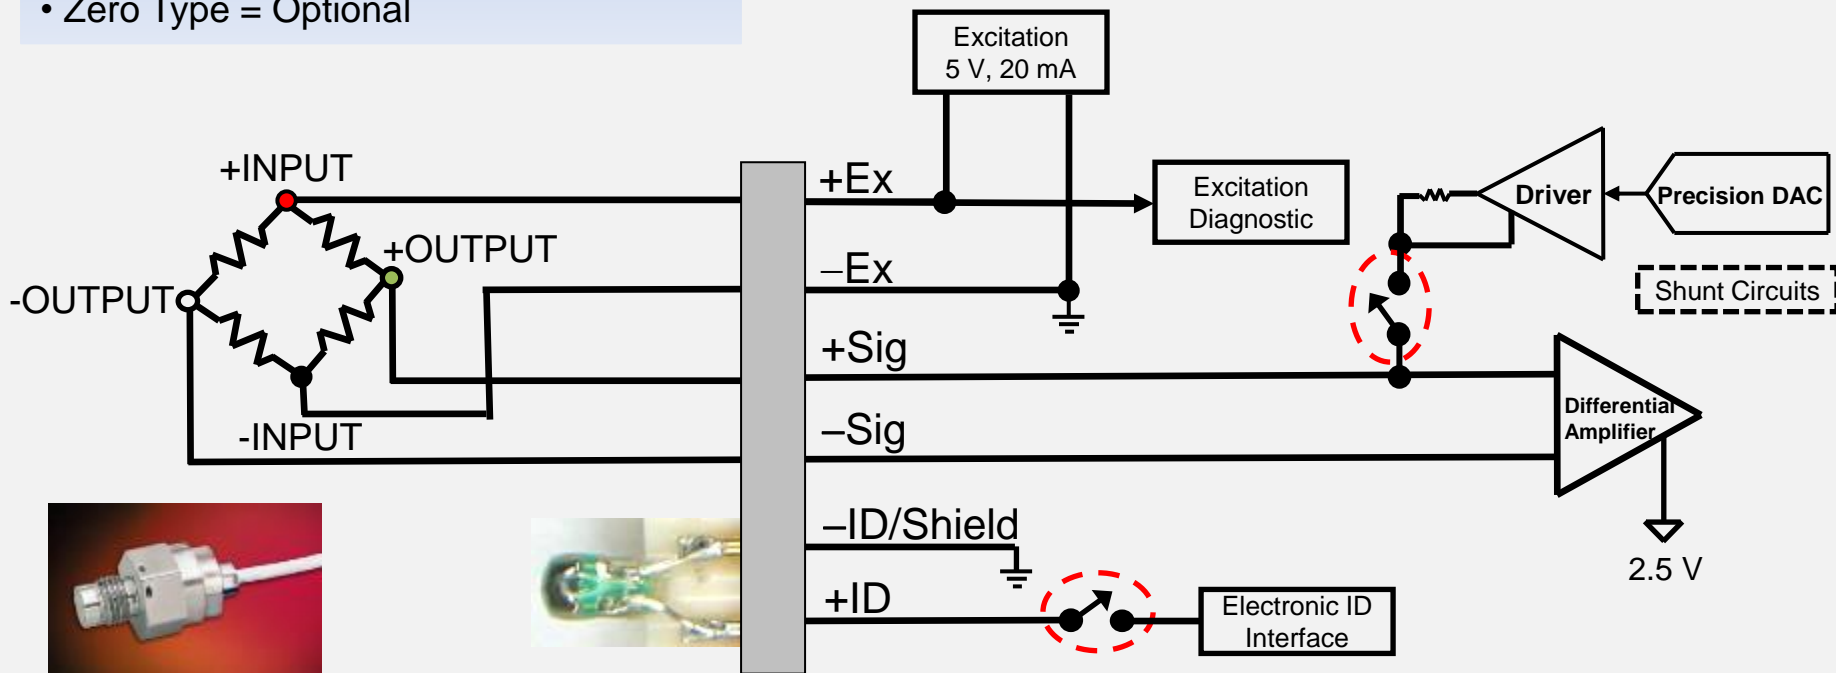 • Zero Type = Optional
Excitation
5 V, 20 mA
+INPUT
+OUTPUT
-OUTPUT
-INPUT
+Ex
–Ex
+Sig
–Sig
–ID/Shield
+ID
Excitation
Diagnostic
Driver
Precision DAC
Shunt Circuits
Differential
Amplifier
2.5 V
Electronic ID
Interface